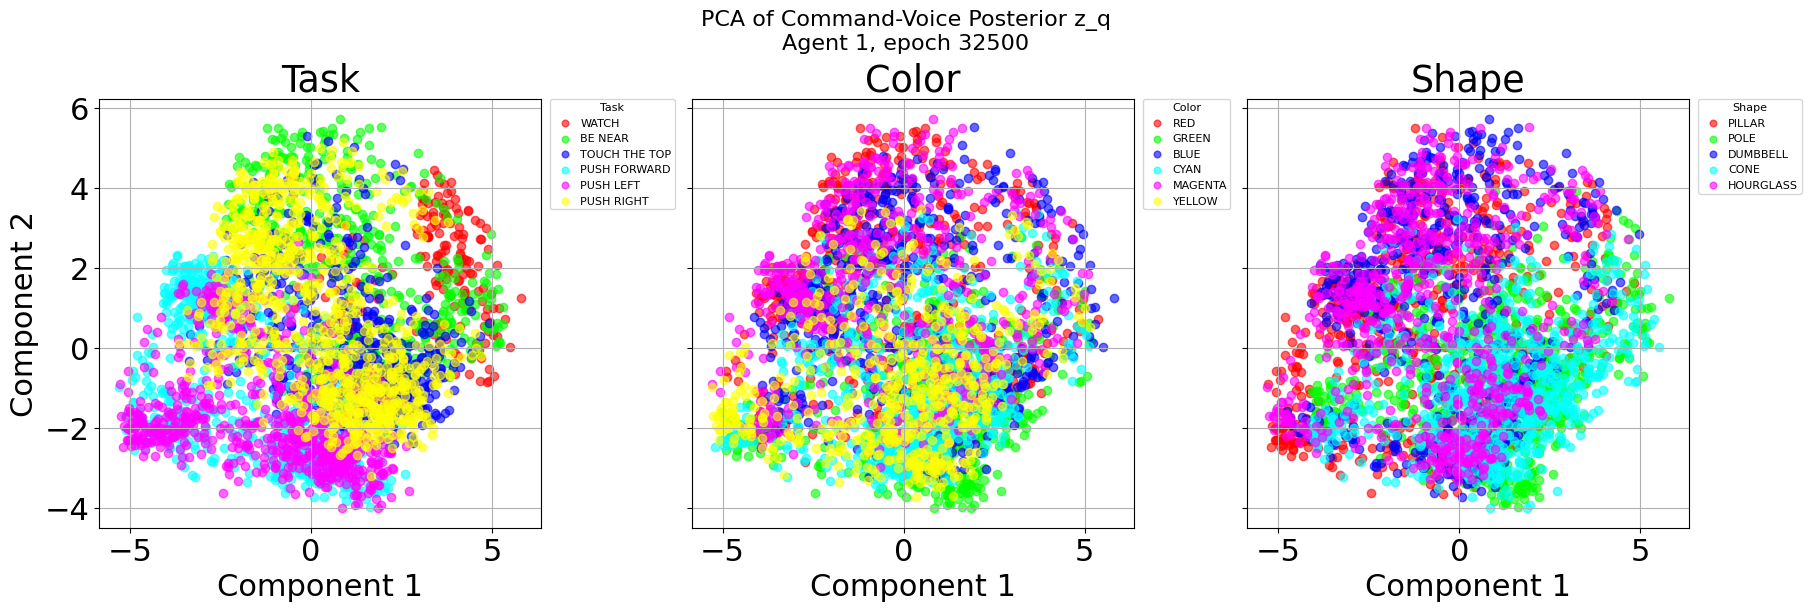 PCA of Command-Voice Posterior z_q
Agent 1, epoch 32500
Task
Color
Shape
Task
WATCH
BE NEAR
TOUCH THE TOP
PUSH FORWARD
PUSH LEFT
PUSH RIGHT
Color
RED
GREEN
BLUE
CYAN
MAGENTA
YELLOW
Shape
PILLAR
POLE
DUMBBELL
CONE
HOURGLASS
Component 2
6
4
2
0
−2
−4
−5 0 5
−5 0 5
−5 0 5
Component 1
Component 1
Component 1